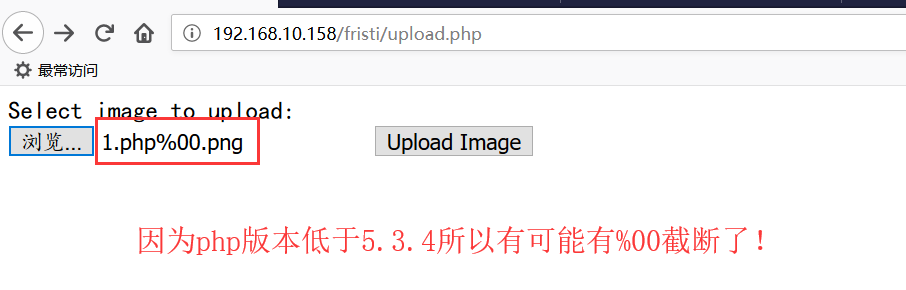 192.168.10.158/fristi/upload.php
最常访问
Select image to upload:
浏览... 1.php%00.png Upload Image
因为php版本低于5.3.4所以有可能有%00截断了!